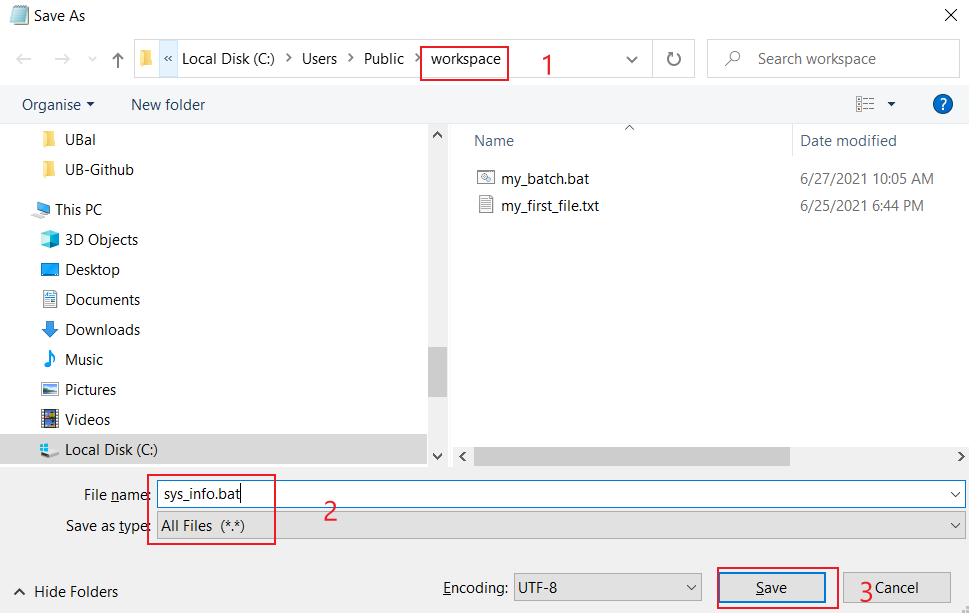 Save As
« Local Disk (C:) > Users > Public > workspace 1 Search workspace
Organise New folder ?
UBal
UB-Github
This PC
3D Objects
Desktop
Documents
Downloads
Music
Pictures
Videos
Local Disk (C:)
Name Date modified
my_batch.bat 6/27/2021 10:05 AM
my_first_file.txt 6/25/2021 6:44 PM
File name: sys_info.bat 2
Save as type: All Files (*.*)
Hide Folders Encoding: UTF-8 Save 3 Cancel